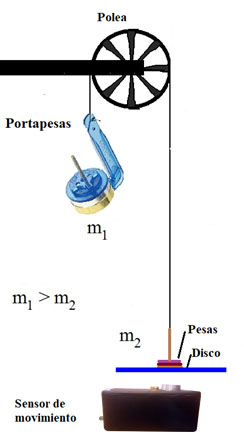 Polea
Portapesas
m1
m1 > m2
m2
Pesas
Disco
Sensor de
movimiento